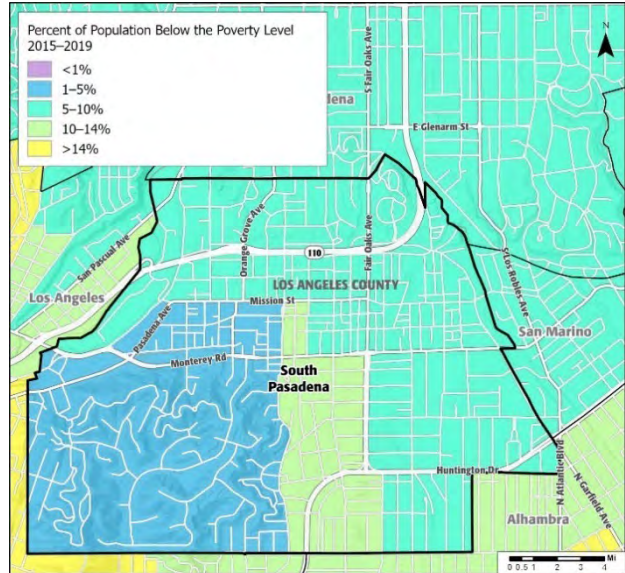 Percent of Population Below the Poverty Level
2015–2019
<1%
1–5%
5–10%
10–14%
>14%
N
dena
S Fair Oaks Ave
E Glenarm St
San Pascual Ave
Orange Grove Ave
110
Fair Oaks Ave
S Los Robles Ave
Los Angeles
LOS ANGELES COUNTY
Mission St
Pasadena Ave
San Marino
Monterey Rd
South
Pasadena
Huntington Dr
N Atlantic Blvd
N Garfield Ave
Alhambra
Mi
0 0.5 1 2 3 4